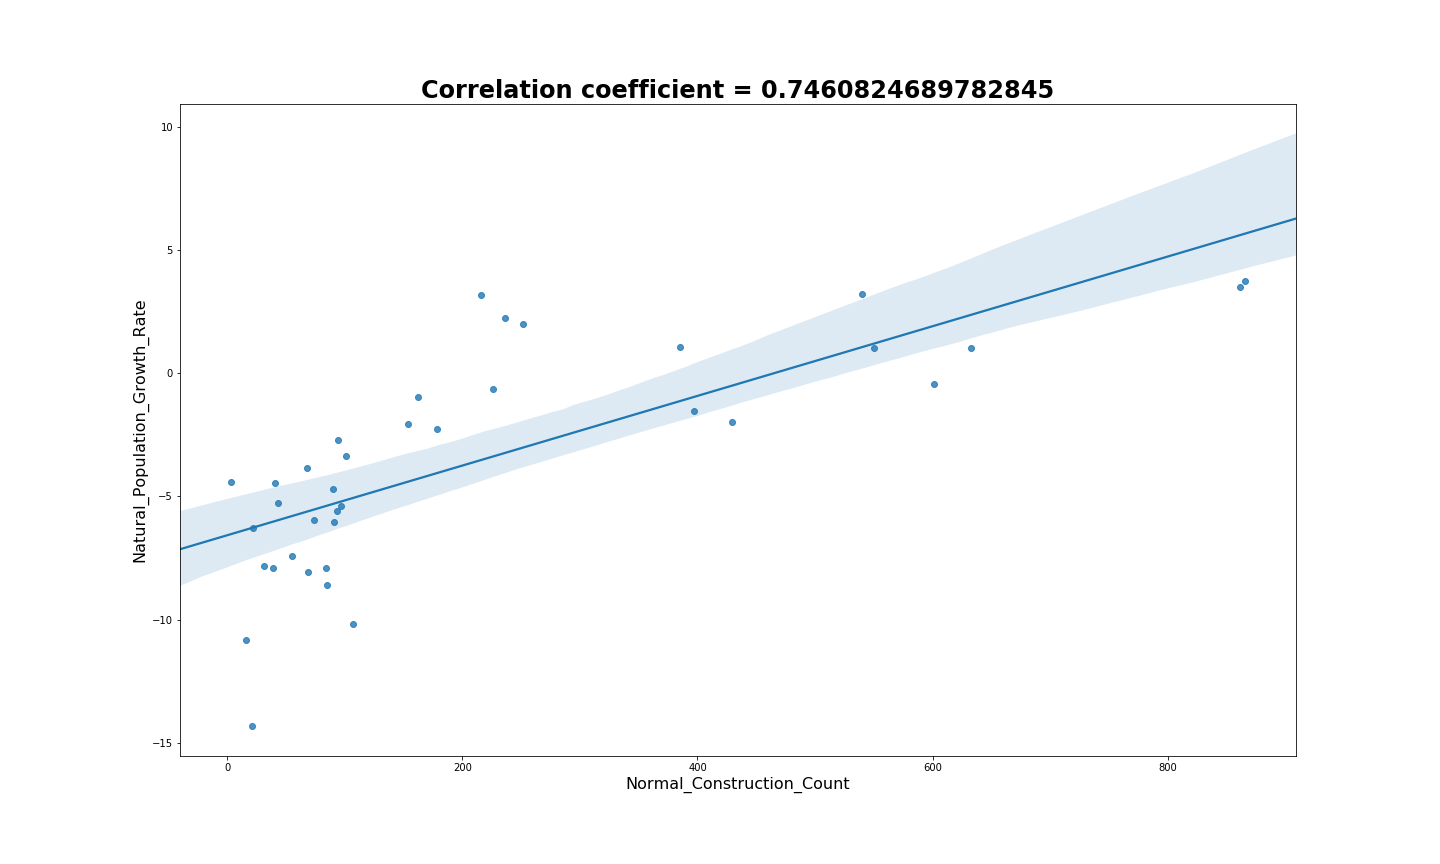 Correlation coefficient = 0.7460824689782845
10
5
0
−5
−10
−15
Natural_Population_Growth_Rate
0 200 400 600 800
Normal_Construction_Count